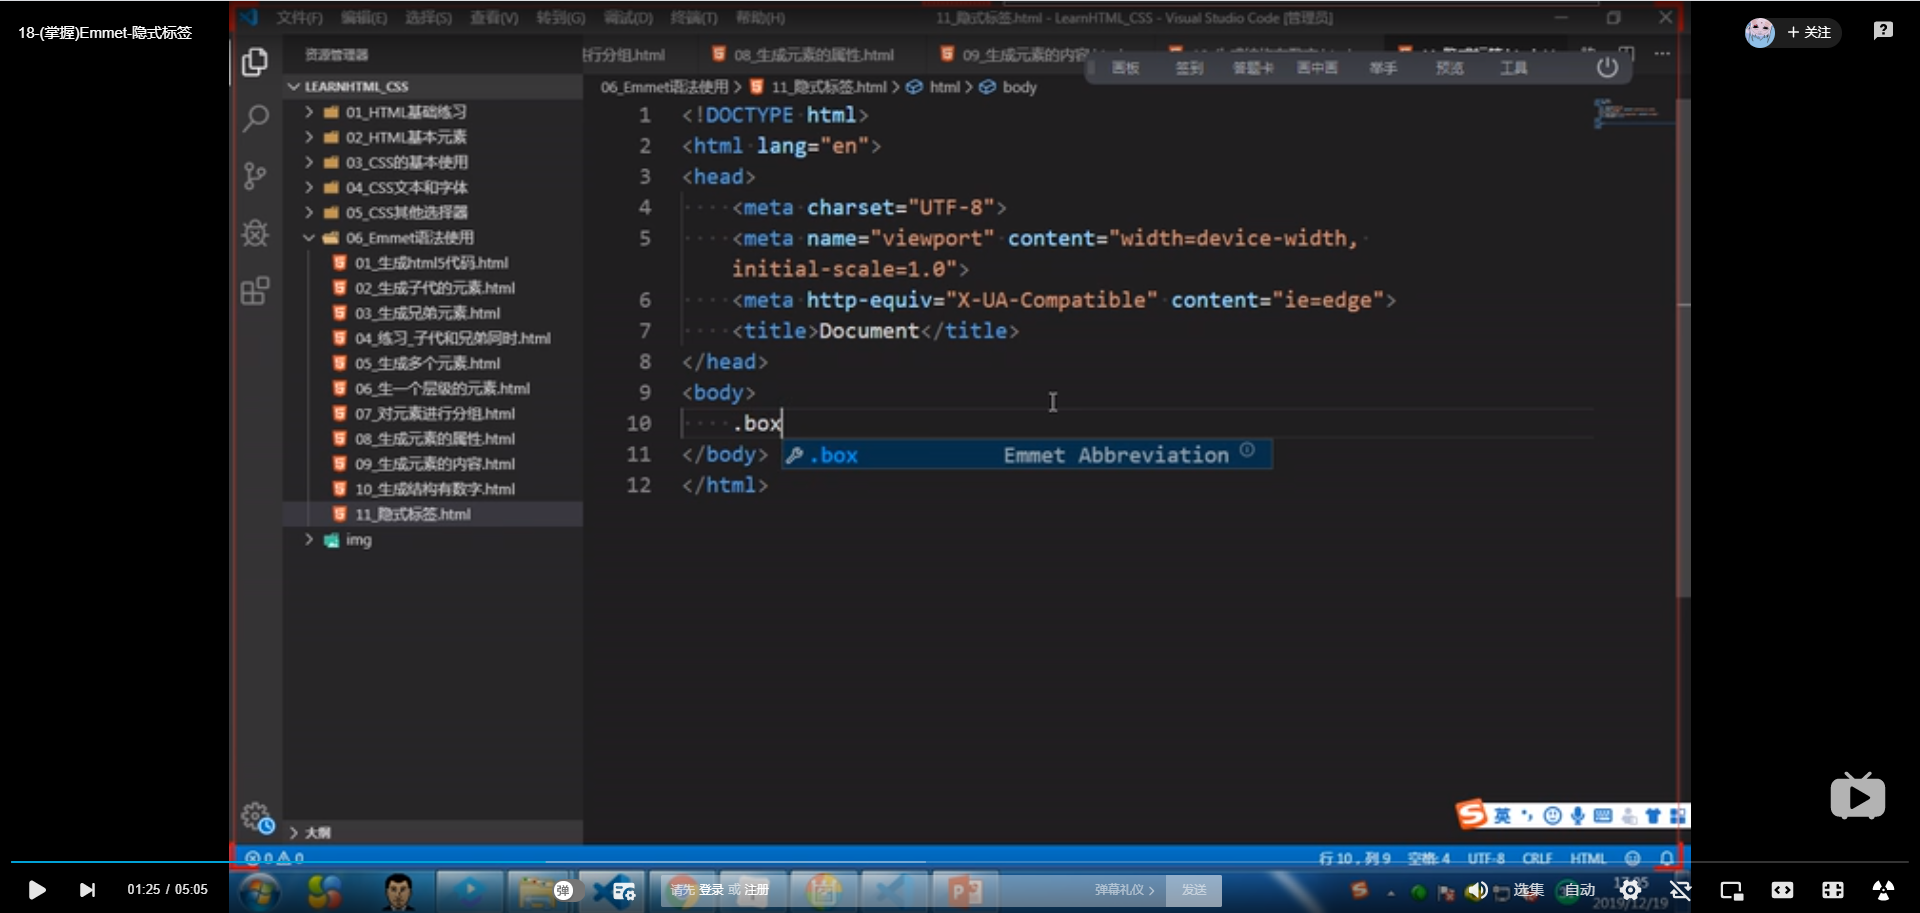 18-(掌握)Emmet-隐式标签
文件(F) 编辑(E) 选择(S) 查看(V) 转到(G) 调试(D) 终端(T) 帮助(H)
11_隐式标签.html - LearnHTML_CSS - Visual Studio Code [管理员]
+ 关注
资源管理器
行分组.html
08_生成元素的属性.html
09_生成元素的内容
画板 签到 答题卡 画中画 举手 预览 工具
LEARNHTML_CSS
01_HTML基础练习
02_HTML基本元素
03_CSS的基本使用
04_CSS文本和字体
05_CSS其他选择器
06_Emmet语法使用
01_生成html5代码.html
02_生成子代的元素.html
03_生成兄弟元素.html
04_练习_子代和兄弟同时.html
05_生成多个元素.html
06_生一个层级的元素.html
07_对元素进行分组.html
08_生成元素的属性.html
09_生成元素的内容.html
10_生成结构有数字.html
11_隐式标签.html
img
大纲
06_Emmet语法使用 > 11_隐式标签.html > html > body
1 <!DOCTYPE html>
2 <html lang="en">
3 <head>
4 <meta charset="UTF-8">
5 <meta name="viewport" content="width=device-width,
initial-scale=1.0">
6 <meta http-equiv="X-UA-Compatible" content="ie=edge">
7 <title>Document</title>
8 </head>
9 <body>
10 .box
11 </body>
.box Emmet Abbreviation
12 </html>
英
0 0
行 10，列 9 空格: 4 UTF-8 CRLF HTML
01:25 / 05:05
弹
请先 登录 或 注册
弹幕礼仪 >
发送
选集
自动
2019/12/19